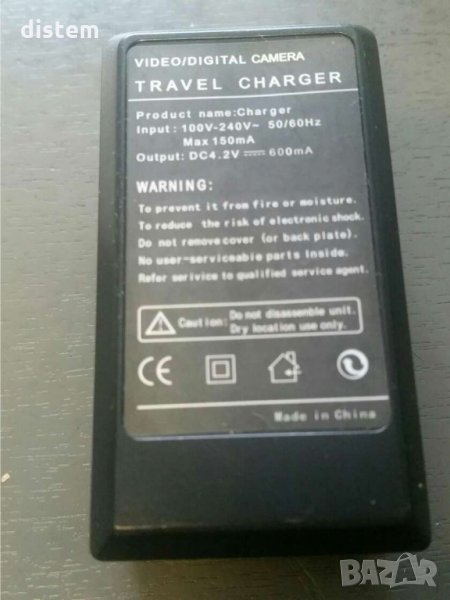 distem
VIDEO/DIGITAL CAMERA
TRAVEL CHARGER
Product name:Charger
Input: 100V-240V~ 50/60Hz
Max 150mA
Output: DC4.2V 600mA
WARNING:
To prevent it from fire or moisture.
To reduce the risk of electronic shock.
Do not remove cover (or back plate).
No user-serviceable parts Inside.
Refer serivice to qualified service agent.
Caution: Do not disassemble unit.
Dry location use only.
CE
Made in China
BAZAR